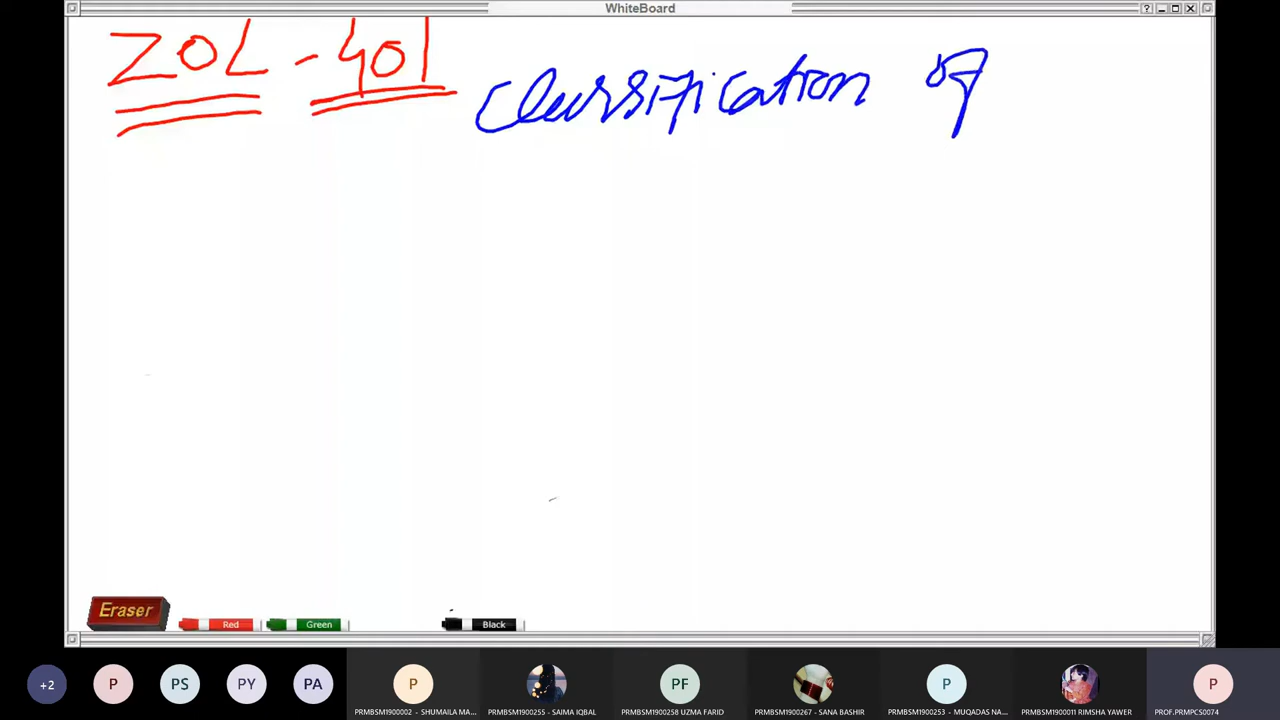 WhiteBoard
ZOL - 401 Classification of
Eraser
Red
Green
Black
+2
P
PS
PY
PA
P
PF
P
P
PRMBSM1900002 - SHUMAILA MA...
PRMBSM1900255 - SAIMA IQBAL
PRMBSM1900258 UZMA FARID
PRMBSM1900267 - SANA BASHIR
PRMBSM1900253 - MUQADAS NA...
PRMBSM1900011 RIMSHA YAWER
PROF.PRMPCS0074